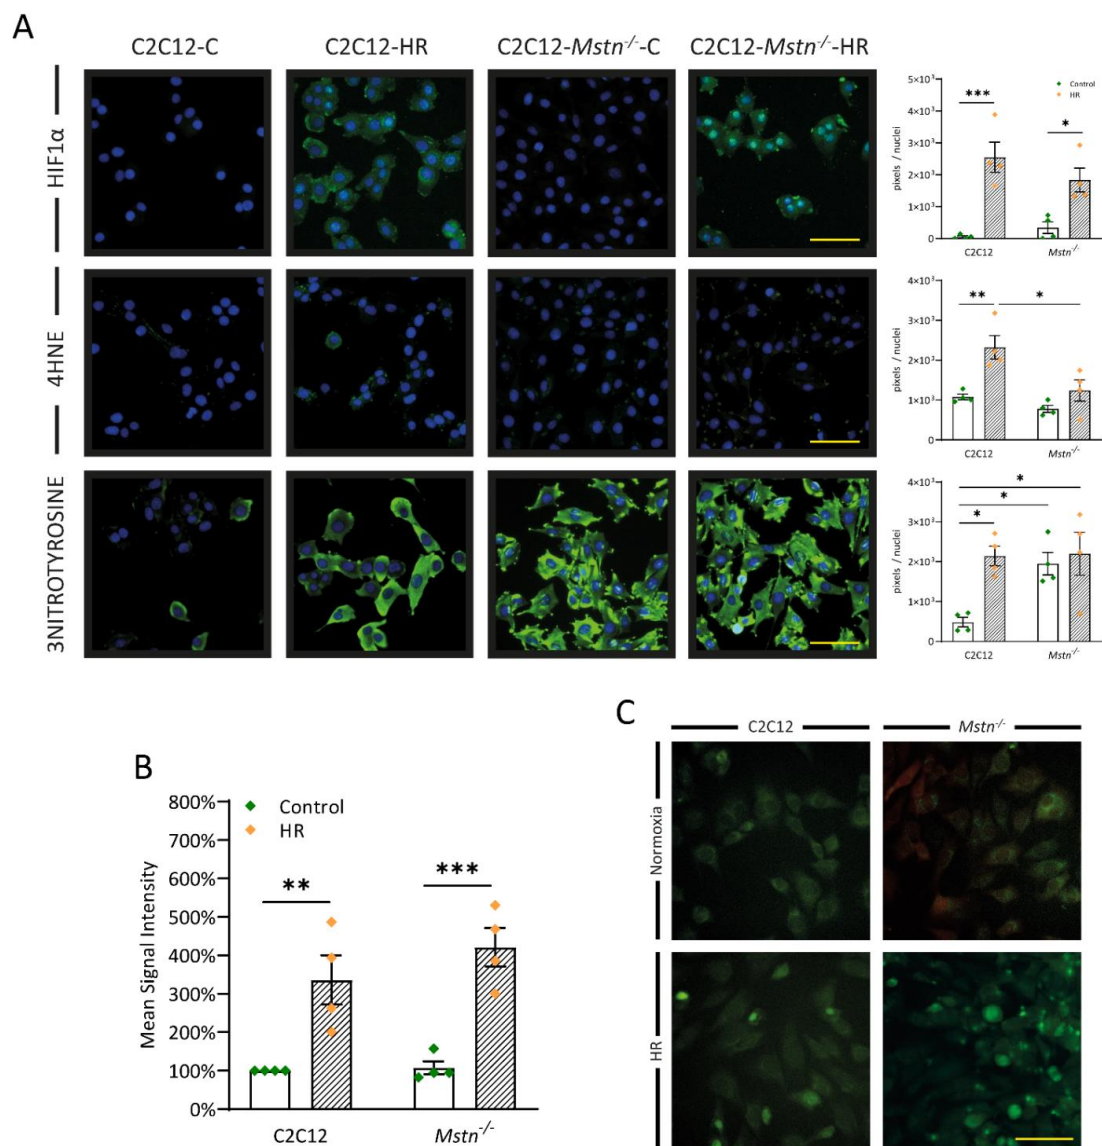 A
C2C12-C
C2C12-HR
C2C12-Mstn⁻/⁻-C
C2C12-Mstn⁻/⁻-HR
HIF1α
5×10³
4×10³
3×10³
2×10³
1×10³
0
pixels / nuclei
Control
HR
***
*
C2C12
Mstn⁻/⁻
4HNE
4×10³
3×10³
2×10³
1×10³
0
pixels / nuclei
**
*
C2C12
Mstn⁻/⁻
3NITROTYROSINE
4×10³
3×10³
2×10³
1×10³
0
pixels / nuclei
*
*
*
C2C12
Mstn⁻/⁻
B
800%
700%
600%
500%
400%
300%
200%
100%
0%
Mean Signal Intensity
Control
HR
**
***
C2C12
Mstn⁻/⁻
C
C2C12
Mstn⁻/⁻
Normoxia
HR